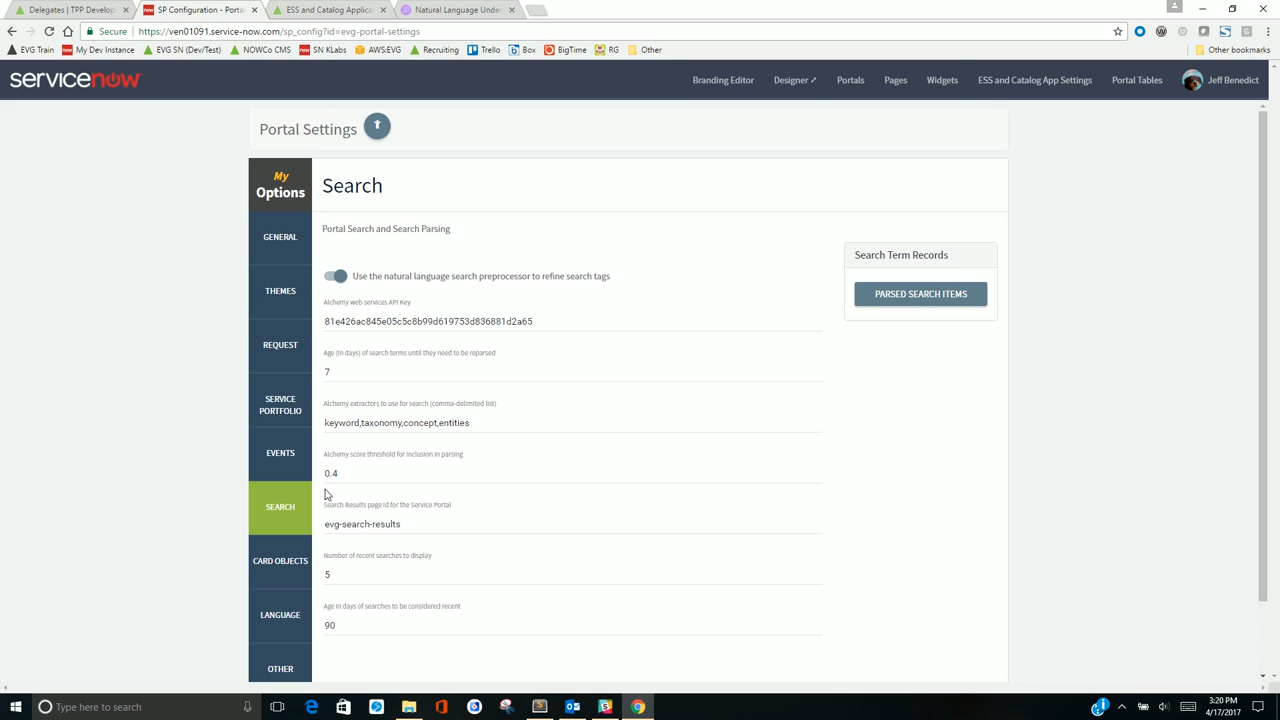 Delegates | TPP Develop
SP Configuration - Porta
ESS and Catalog Applicat
Natural Language Under
Secure
https://ven01091.service-now.com/sp_config?id=evg-portal-settings
EVG Train
My Dev Instance
EVG SN (Dev/Test)
NOWCo CMS
SN KLabs
AWS:EVG
Recruiting
Trello
Box
BigTime
RG
Other
Other bookmarks
servicenow
Branding Editor
Designer
Portals
Pages
Widgets
ESS and Catalog App Settings
Portal Tables
Jeff Benedict
Portal Settings
My
Options
GENERAL
THEMES
REQUEST
SERVICE
PORTFOLIO
EVENTS
SEARCH
CARD OBJECTS
LANGUAGE
OTHER
Search
Portal Search and Search Parsing
Use the natural language search preprocessor to refine search tags
Alchemy web services API Key
81e426ac845e05c5c8b99d619753d836881d2a65
Age (in days) of search terms until they need to be reparsed
7
Alchemy extractors to use for search (comma-delimited list)
keyword,taxonomy,concept,entities
Alchemy score threshold for inclusion in parsing
0.4
Search Results page id for the Service Portal
evg-search-results
Number of recent searches to display
5
Age in days of searches to be considered recent
90
Search Term Records
PARSED SEARCH ITEMS
Type here to search
3:20 PM
4/17/2017